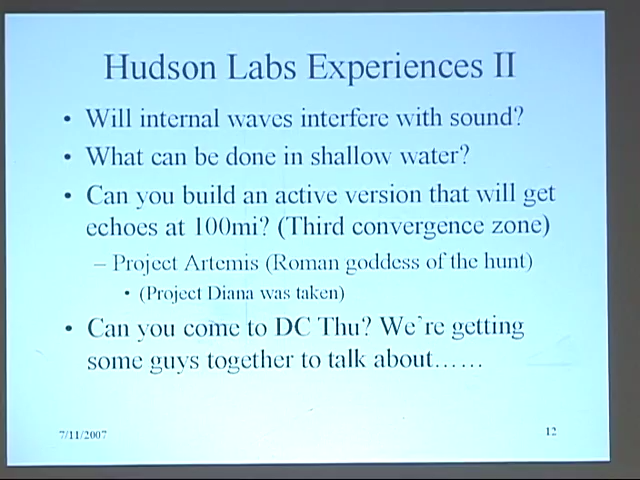 Hudson Labs Experiences II
• Will internal waves interfere with sound?
• What can be done in shallow water?
• Can you build an active version that will get
echoes at 100mi? (Third convergence zone)
– Project Artemis (Roman goddess of the hunt)
• (Project Diana was taken)
• Can you come to DC Thu? We`re getting
some guys together to talk about……
7/11/2007
12